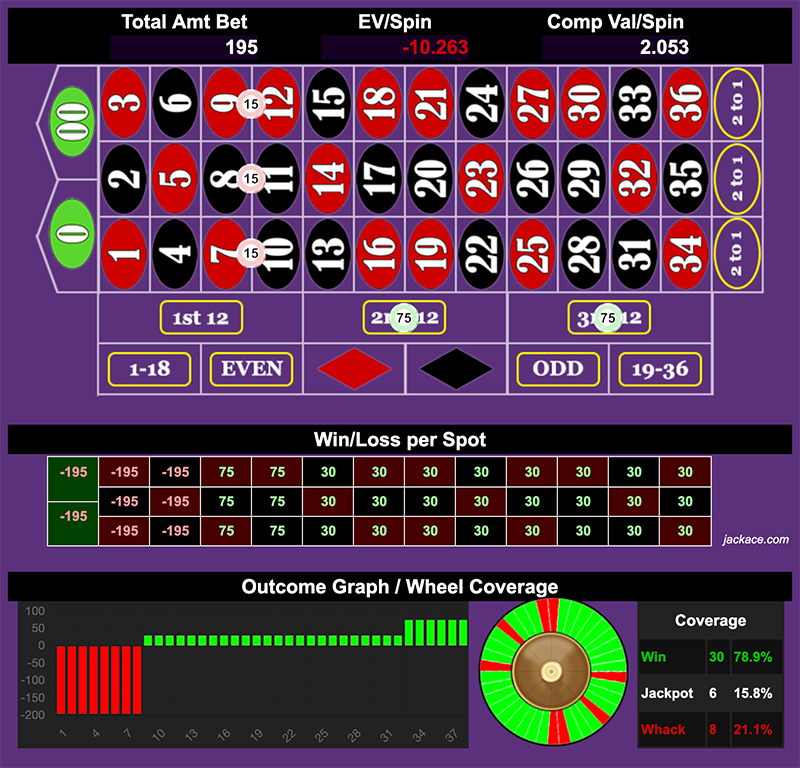 Total Amt Bet EV/Spin Comp Val/Spin
195 -10.263 2.053
00 3 6 9 15 12 15 18 21 24 27 30 33 36 2 to 1
2 5 8 15 11 14 17 20 23 26 29 32 35 2 to 1
0 1 4 7 15 10 13 16 19 22 25 28 31 34 2 to 1
1st 12 2n 75 12 3r 75 12
1-18 EVEN ODD 19-36
Win/Loss per Spot
-195 -195 -195 75 75 30 30 30 30 30 30 30 30
-195 -195 75 75 30 30 30 30 30 30 30 30
-195 -195 -195 75 75 30 30 30 30 30 30 30 30
jackace.com
Outcome Graph / Wheel Coverage
100
50
0
-50
-100
-150
-200
1 4 7 10 13 16 19 22 25 28 31 34 37
Coverage
Win 30 78.9%
Jackpot 6 15.8%
Whack 8 21.1%